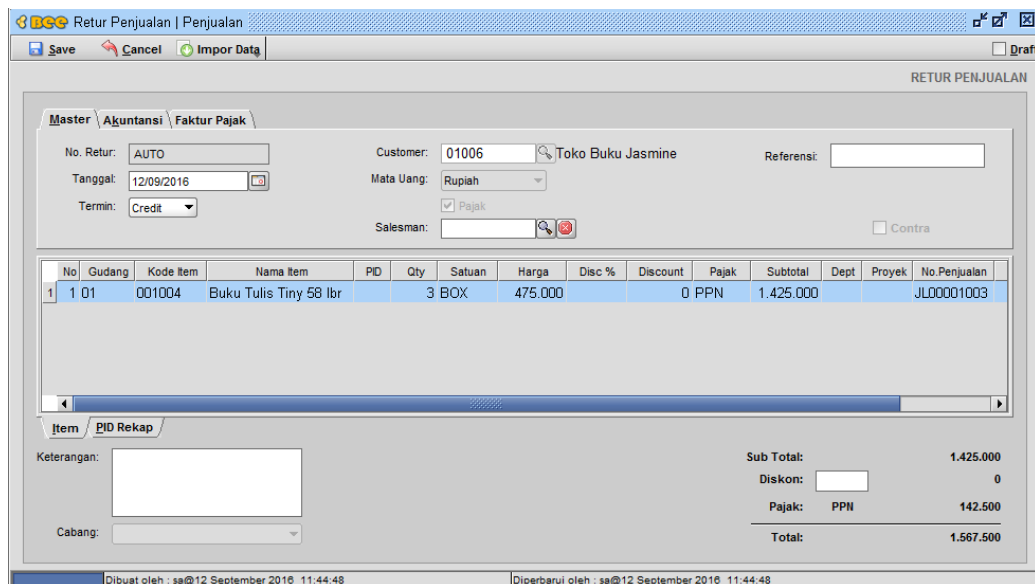 Bee Retur Penjualan | Penjualan
Save Cancel Impor Data Draf
RETUR PENJUALAN
Master Akuntansi Faktur Pajak
No. Retur: AUTO Customer: 01006 Toko Buku Jasmine Referensi:
Tanggal: 12/09/2016 Mata Uang: Rupiah
Termin: Credit Pajak
Salesman: Contra
No Gudang Kode Item Nama Item PID Qty Satuan Harga Disc % Discount Pajak Subtotal Dept Proyek No.Penjualan
1 1 01 001004 Buku Tulis Tiny 58 lbr 3 BOX 475.000 0 PPN 1.425.000 JL00001003
Item PID Rekap
Keterangan: Sub Total: 1.425.000
Diskon: 0
Pajak: PPN 142.500
Cabang: Total: 1.567.500
Dibuat oleh : sa@12 September 2016 11:44:48 Diperbarui oleh : sa@12 September 2016 11:44:48